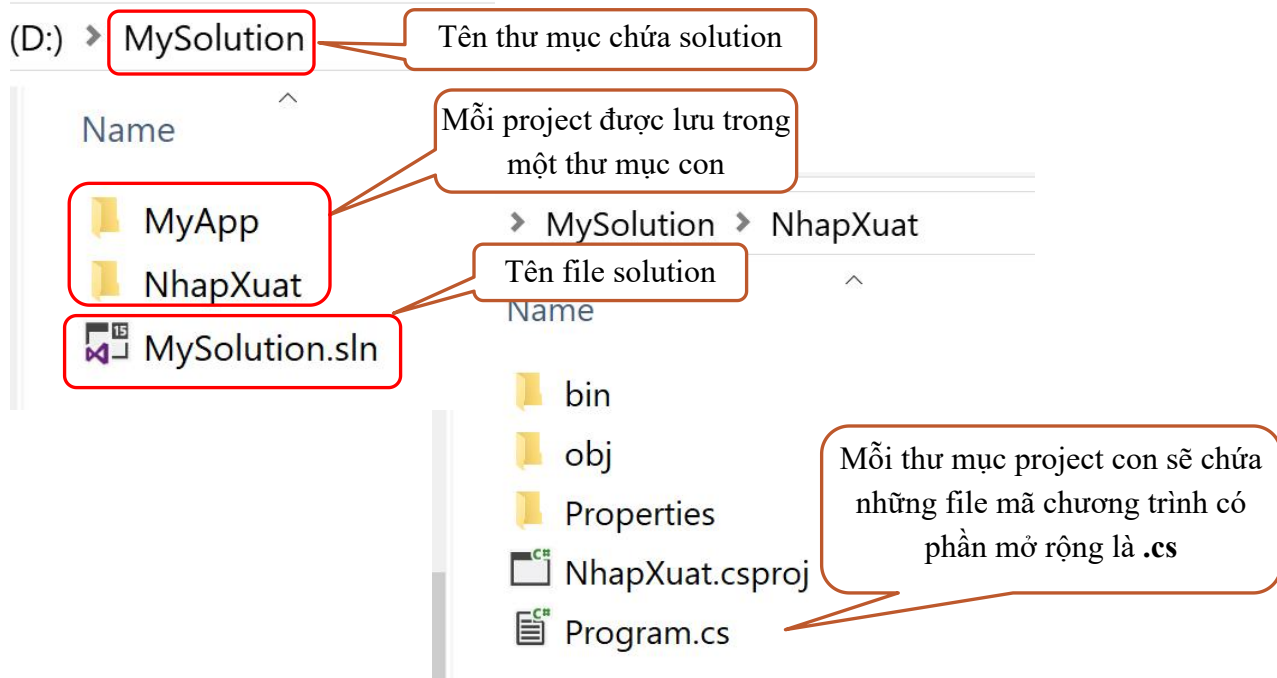 (D:) > MySolution
Tên thư mục chứa solution
Name
Mỗi project được lưu trong
một thư mục con
MyApp
NhapXuat
Tên file solution
15
MySolution.sln
> MySolution > NhapXuat
Name
bin
obj
Properties
C#
NhapXuat.csproj
C#
Program.cs
Mỗi thư mục project con sẽ chứa
những file mã chương trình có
phần mở rộng là .cs